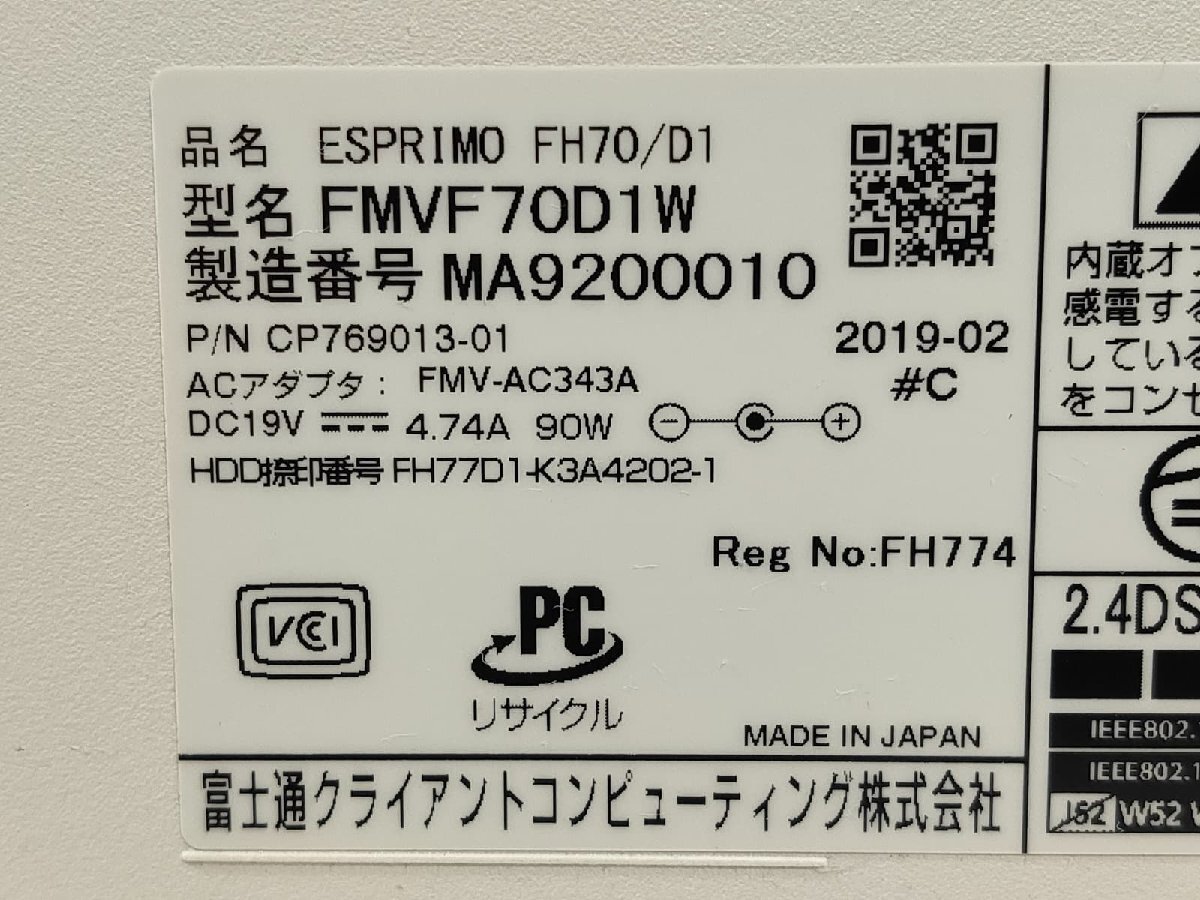 品名 ESPRIMO FH70/D1
型名 FMVF70D1W
製造番号 MA9200010
P/N CP769013-01
2019-02
ACアダプタ: FMV-AC343A
#C
DC19V 4.74A 90W
HDD捺印番号 FH77D1-K3A4202-1
Reg No:FH774
VCCI
PC
リサイクル
MADE IN JAPAN
富士通クライアントコンピューティング株式会社
内蔵オプ
感電する
している
をコンセ
2.4DS
IEEE802.
IEEE802.1
J52 W52